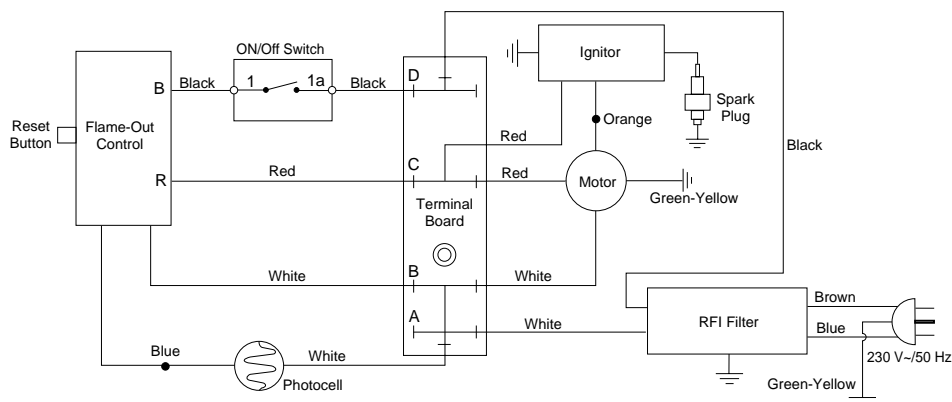 ON/Off Switch
B
Black
1
1a
Black
D
Ignitor
Spark
Plug
Reset
Button
Flame-Out
Control
Red
Orange
Black
R
Red
C
Red
Motor
Green-Yellow
Terminal
Board
White
B
White
A
White
RFI Filter
Brown
Blue
230 V~/50 Hz
Blue
White
Photocell
Green-Yellow